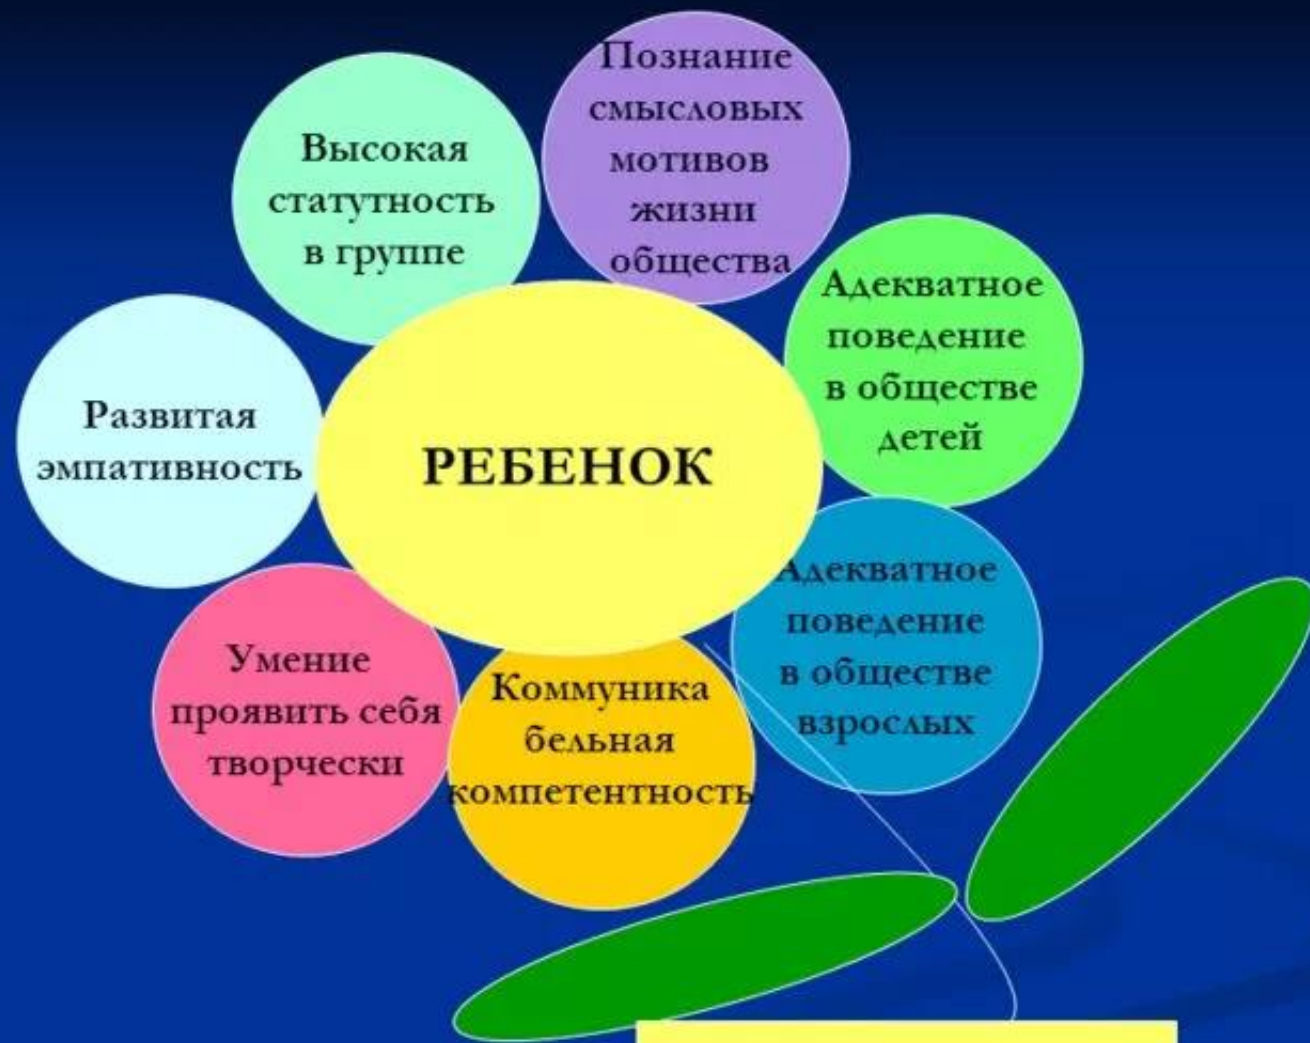 Познание
смысловых
мотивов
жизни
общества
Высокая
статутность
в группе
Адекватное
поведение
в обществе
детей
Развитая
эмпативность
РЕБЕНОК
Адекватное
поведение
в обществе
взрослых
Умение
проявить себя
творчески
Коммуника
бельная
компетентность